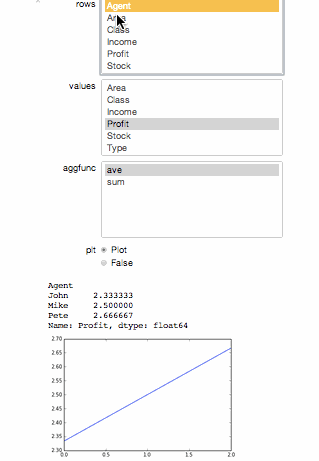 rows
Agent
Area
Class
Income
Profit
Stock
values
Area
Class
Income
Profit
Stock
Type
aggfunc
ave
sum
plt
Plot
False
Agent
John 2.333333
Mike 2.500000
Pete 2.666667
Name: Profit, dtype: float64
2.70
2.65
2.60
2.55
2.50
2.45
2.40
2.35
2.30
0.0 0.5 1.0 1.5 2.0